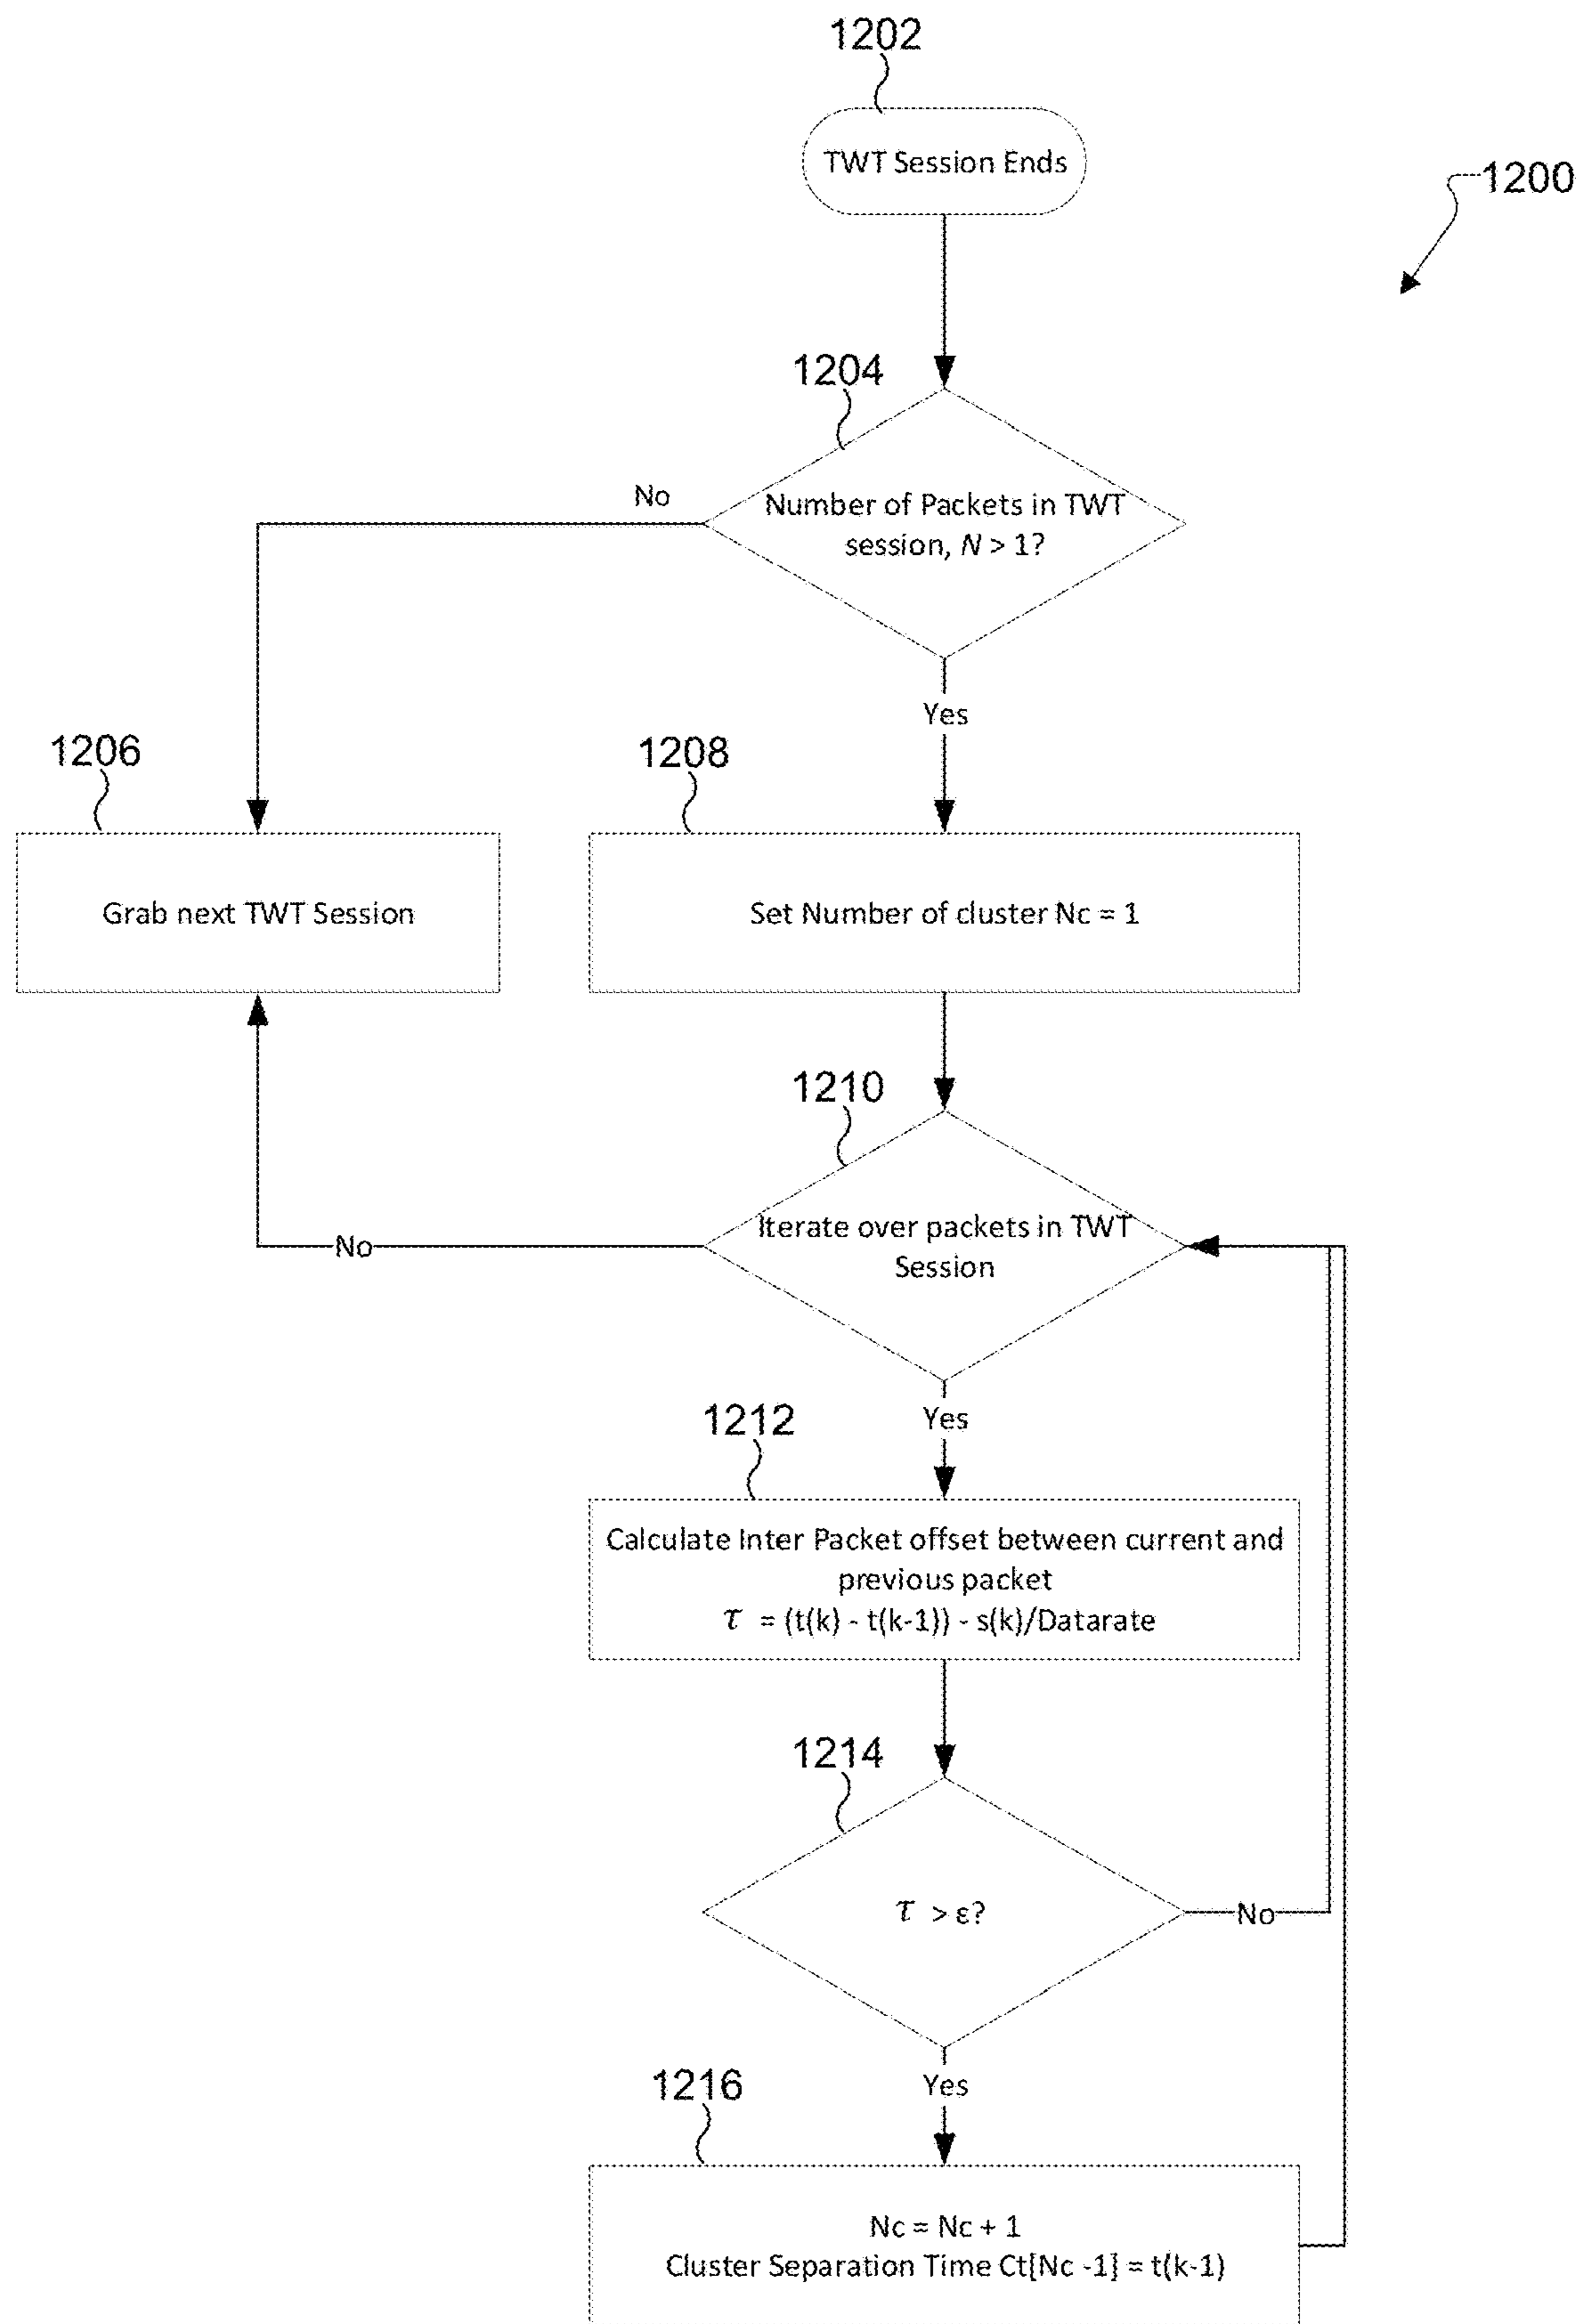 1202
TWT Session Ends
1200
1204
No
Number of Packets in TWT
session, N > 1?
Yes
1206
1208
Grab next TWT Session
Set Number of cluster Nc = 1
1210
Iterate over packets in TWT
Session
No
Yes
1212
Calculate Inter Packet offset between current and
previous packet
τ = (t(k) - t(k-1)) - s(k)/Datarate
1214
τ > ε?
No
Yes
1216
Nc = Nc + 1
Cluster Separation Time Ct[Nc -1] = t(k-1)